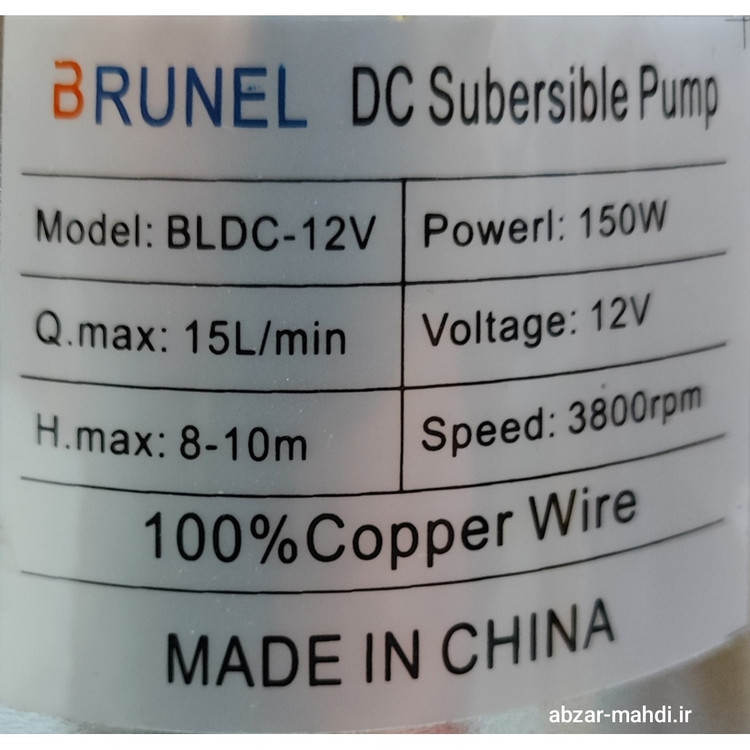 BRUNEL DC Subersible Pump
Model: BLDC-12V Powerl: 150W
Q.max: 15L/min Voltage: 12V
H.max: 8-10m Speed: 3800rpm
100%Copper Wire
MADE IN CHINA
abzar-mahdi.ir